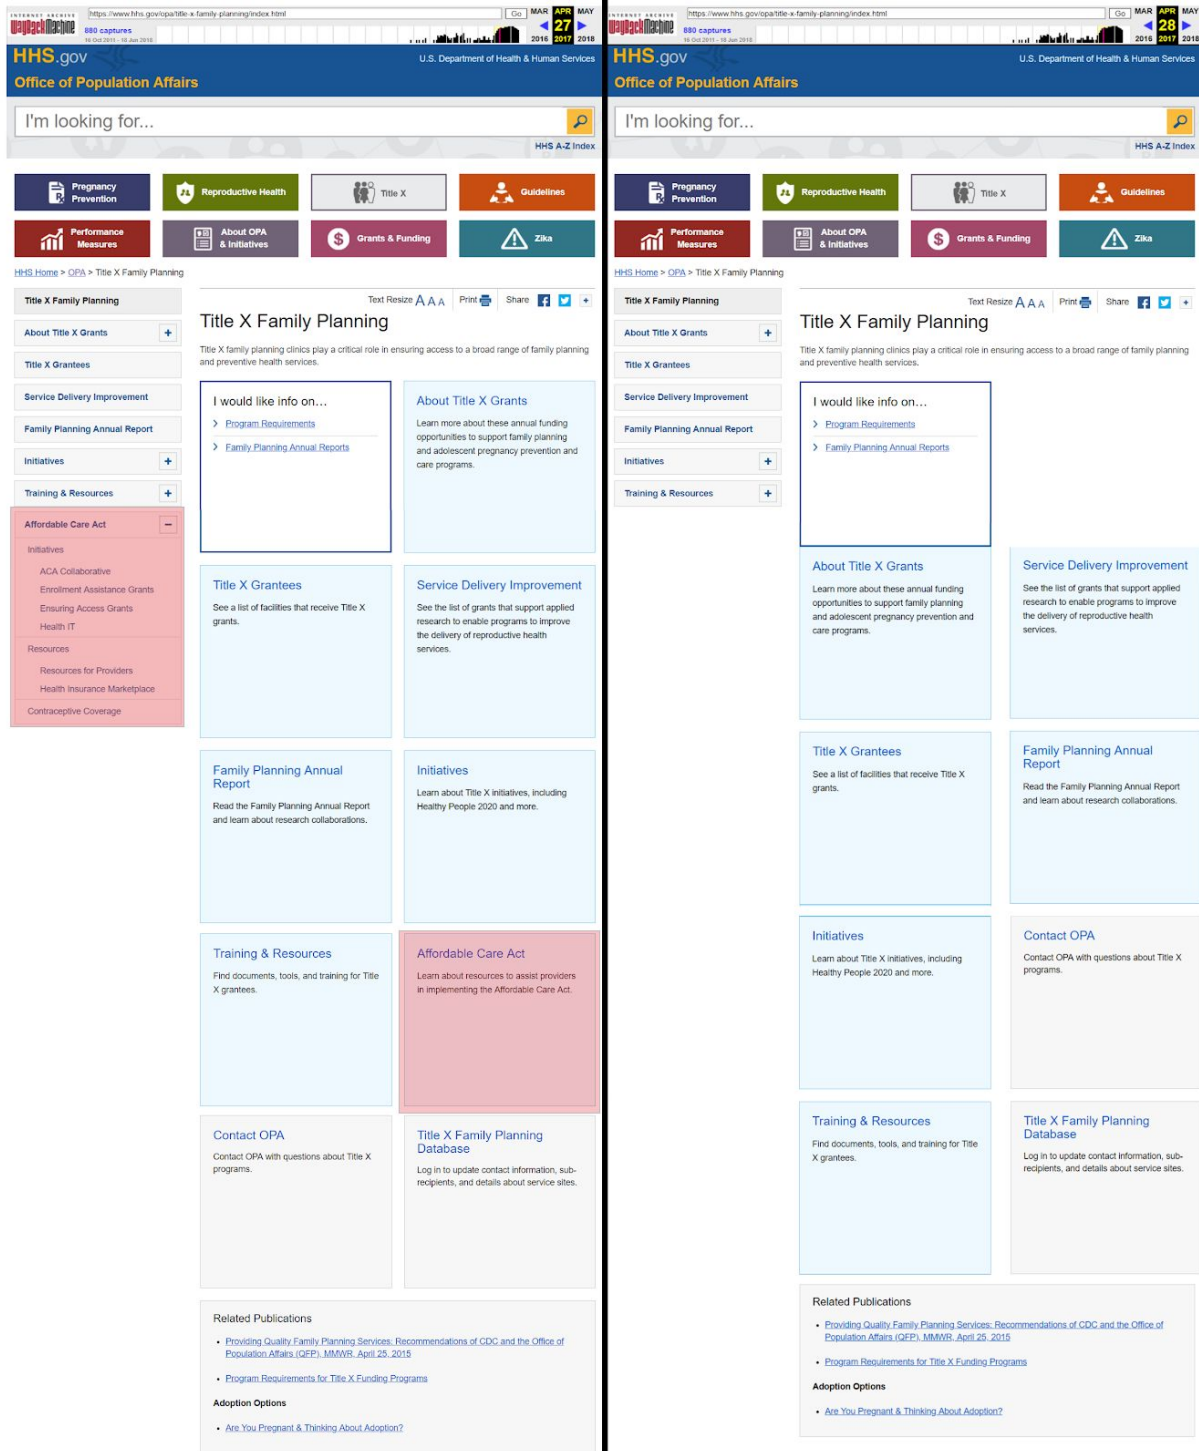 INTERNET ARCHIVE
WayBackMachine
https://www.hhs.gov/opa/title-x-family-planning/index.html
Go
MAR APR MAY
880 captures
27
16 Oct 2011 - 18 Jun 2018
2016 2017 2018
HHS.gov
U.S. Department of Health & Human Services
Office of Population Affairs
I'm looking for...
HHS A-Z Index
Pregnancy Prevention
Reproductive Health
Title X
Guidelines
Performance Measures
About OPA & Initiatives
Grants & Funding
Zika
HHS Home > OPA > Title X Family Planning
Title X Family Planning
About Title X Grants
Title X Grantees
Service Delivery Improvement
Family Planning Annual Report
Initiatives
Training & Resources
Affordable Care Act
Initiatives
ACA Collaborative
Enrollment Assistance Grants
Ensuring Access Grants
Health IT
Resources
Resources for Providers
Health Insurance Marketplace
Contraceptive Coverage
Text Resize A A A Print Share
Title X Family Planning
Title X family planning clinics play a critical role in ensuring access to a broad range of family planning
and preventive health services.
I would like info on...
Program Requirements
Family Planning Annual Reports
About Title X Grants
Learn more about these annual funding
opportunities to support family planning
and adolescent pregnancy prevention and
care programs.
Title X Grantees
See a list of facilities that receive Title X
grants.
Service Delivery Improvement
See the list of grants that support applied
research to enable programs to improve
the delivery of reproductive health
services.
Family Planning Annual
Report
Read the Family Planning Annual Report
and learn about research collaborations.
Initiatives
Learn about Title X initiatives, including
Healthy People 2020 and more.
Training & Resources
Find documents, tools, and training for Title
X grantees.
Affordable Care Act
Learn about resources to assist providers
in implementing the Affordable Care Act.
Contact OPA
Contact OPA with questions about Title X
programs.
Title X Family Planning
Database
Log in to update contact information, sub-
recipients, and details about service sites.
Related Publications
Providing Quality Family Planning Services: Recommendations of CDC and the Office of
Population Affairs (QFP), MMWR, April 25, 2015
Program Requirements for Title X Funding Programs
Adoption Options
Are You Pregnant & Thinking About Adoption?
INTERNET ARCHIVE
WayBackMachine
https://www.hhs.gov/opa/title-x-family-planning/index.html
Go
MAR APR MAY
880 captures
28
16 Oct 2011 - 18 Jun 2018
2016 2017 2018
HHS.gov
U.S. Department of Health & Human Services
Office of Population Affairs
I'm looking for...
HHS A-Z Index
Pregnancy Prevention
Reproductive Health
Title X
Guidelines
Performance Measures
About OPA & Initiatives
Grants & Funding
Zika
HHS Home > OPA > Title X Family Planning
Title X Family Planning
About Title X Grants
Title X Grantees
Service Delivery Improvement
Family Planning Annual Report
Initiatives
Training & Resources
Text Resize A A A Print Share
Title X Family Planning
Title X family planning clinics play a critical role in ensuring access to a broad range of family planning
and preventive health services.
I would like info on...
Program Requirements
Family Planning Annual Reports
About Title X Grants
Learn more about these annual funding
opportunities to support family planning
and adolescent pregnancy prevention and
care programs.
Service Delivery Improvement
See the list of grants that support applied
research to enable programs to improve
the delivery of reproductive health
services.
Title X Grantees
See a list of facilities that receive Title X
grants.
Family Planning Annual
Report
Read the Family Planning Annual Report
and learn about research collaborations.
Initiatives
Learn about Title X initiatives, including
Healthy People 2020 and more.
Contact OPA
Contact OPA with questions about Title X
programs.
Training & Resources
Find documents, tools, and training for Title
X grantees.
Title X Family Planning
Database
Log in to update contact information, sub-
recipients, and details about service sites.
Related Publications
Providing Quality Family Planning Services: Recommendations of CDC and the Office of
Population Affairs (QFP), MMWR, April 25, 2015
Program Requirements for Title X Funding Programs
Adoption Options
Are You Pregnant & Thinking About Adoption?